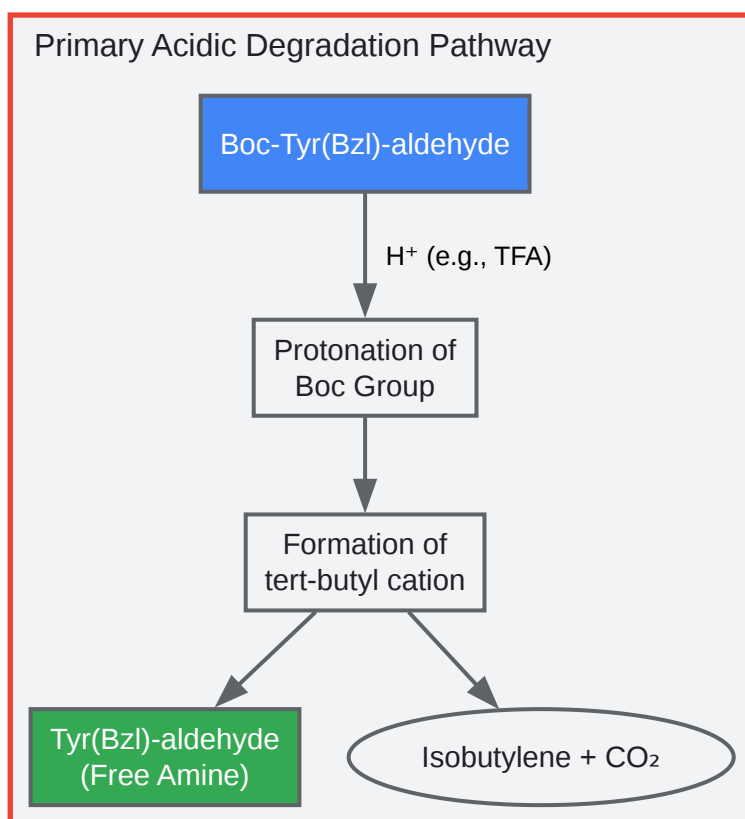 Primary Acidic Degradation Pathway
Boc-Tyr(Bzl)-aldehyde
H⁺ (e.g., TFA)
Protonation of
Boc Group
Formation of
tert-butyl cation
Tyr(Bzl)-aldehyde
(Free Amine)
Isobutylene + CO₂